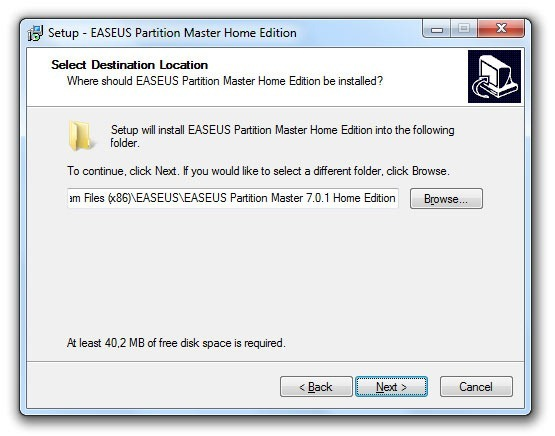 Setup - EASEUS Partition Master Home Edition
Select Destination Location
Where should EASEUS Partition Master Home Edition be installed?
Setup will install EASEUS Partition Master Home Edition into the following
folder.
To continue, click Next. If you would like to select a different folder, click Browse.
am Files (x86)\EASEUS\EASEUS Partition Master 7.0.1 Home Edition
Browse...
At least 40,2 MB of free disk space is required.
< Back
Next >
Cancel